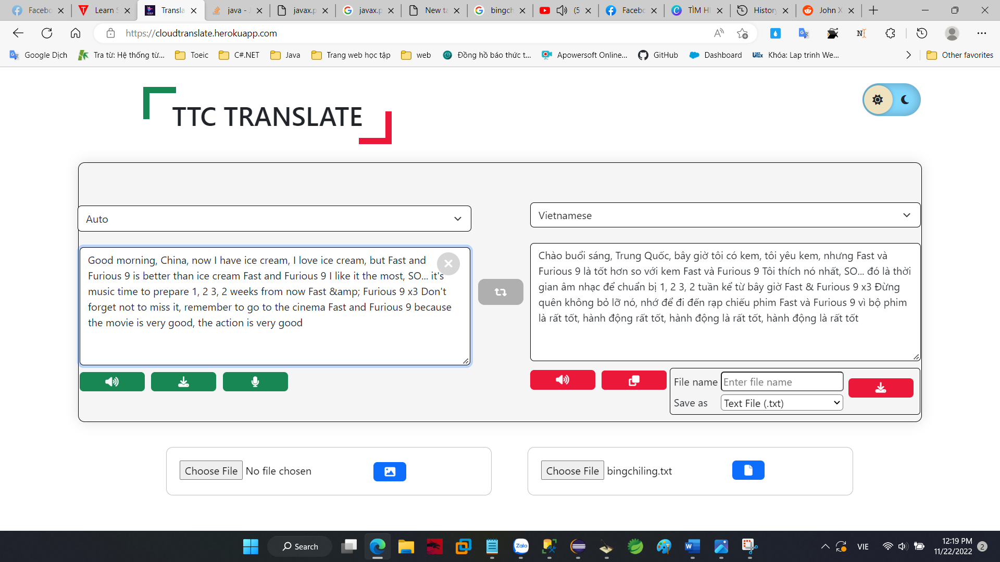 Facebo
Learn S
Transla
java - J
javax.p
javax.p
New ta
bingch
(5
Facebo
TÌM HI
History
John X
https://cloudtranslate.herokuapp.com
Google Dịch
Tra từ: Hệ thống từ...
Toeic
C#.NET
Java
Trang web học tập
web
Đồng hồ báo thức t...
Apowersoft Online...
GitHub
Dashboard
UEx
Khóa: Lap trinh We...
Other favorites
TTC TRANSLATE
Auto
Vietnamese
Good morning, China, now I have ice cream, I love ice cream, but Fast and
Furious 9 is better than ice cream Fast and Furious 9 I like it the most, SO... it's
music time to prepare 1, 2 3, 2 weeks from now Fast &amp; Furious 9 x3 Don't
forget not to miss it, remember to go to the cinema Fast and Furious 9 because
the movie is very good, the action is very good
Chào buổi sáng, Trung Quốc, bây giờ tôi có kem, tôi yêu kem, nhưng Fast và
Furious 9 là tốt hơn so với kem Fast và Furious 9 Tôi thích nó nhất, SO... đó là thời
gian âm nhạc để chuẩn bị 1, 2 3, 2 tuần kể từ bây giờ Fast & Furious 9 x3 Đừng
quên không bỏ lỡ nó, nhớ để đi đến rạp chiếu phim Fast và Furious 9 vì bộ phim
là rất tốt, hành động rất tốt, hành động là rất tốt, hành động là rất tốt
File name
Enter file name
Save as
Text File (.txt)
Choose File No file chosen
Choose File bingchiling.txt
Search
Zalo
VIE
12:19 PM
11/22/2022
2